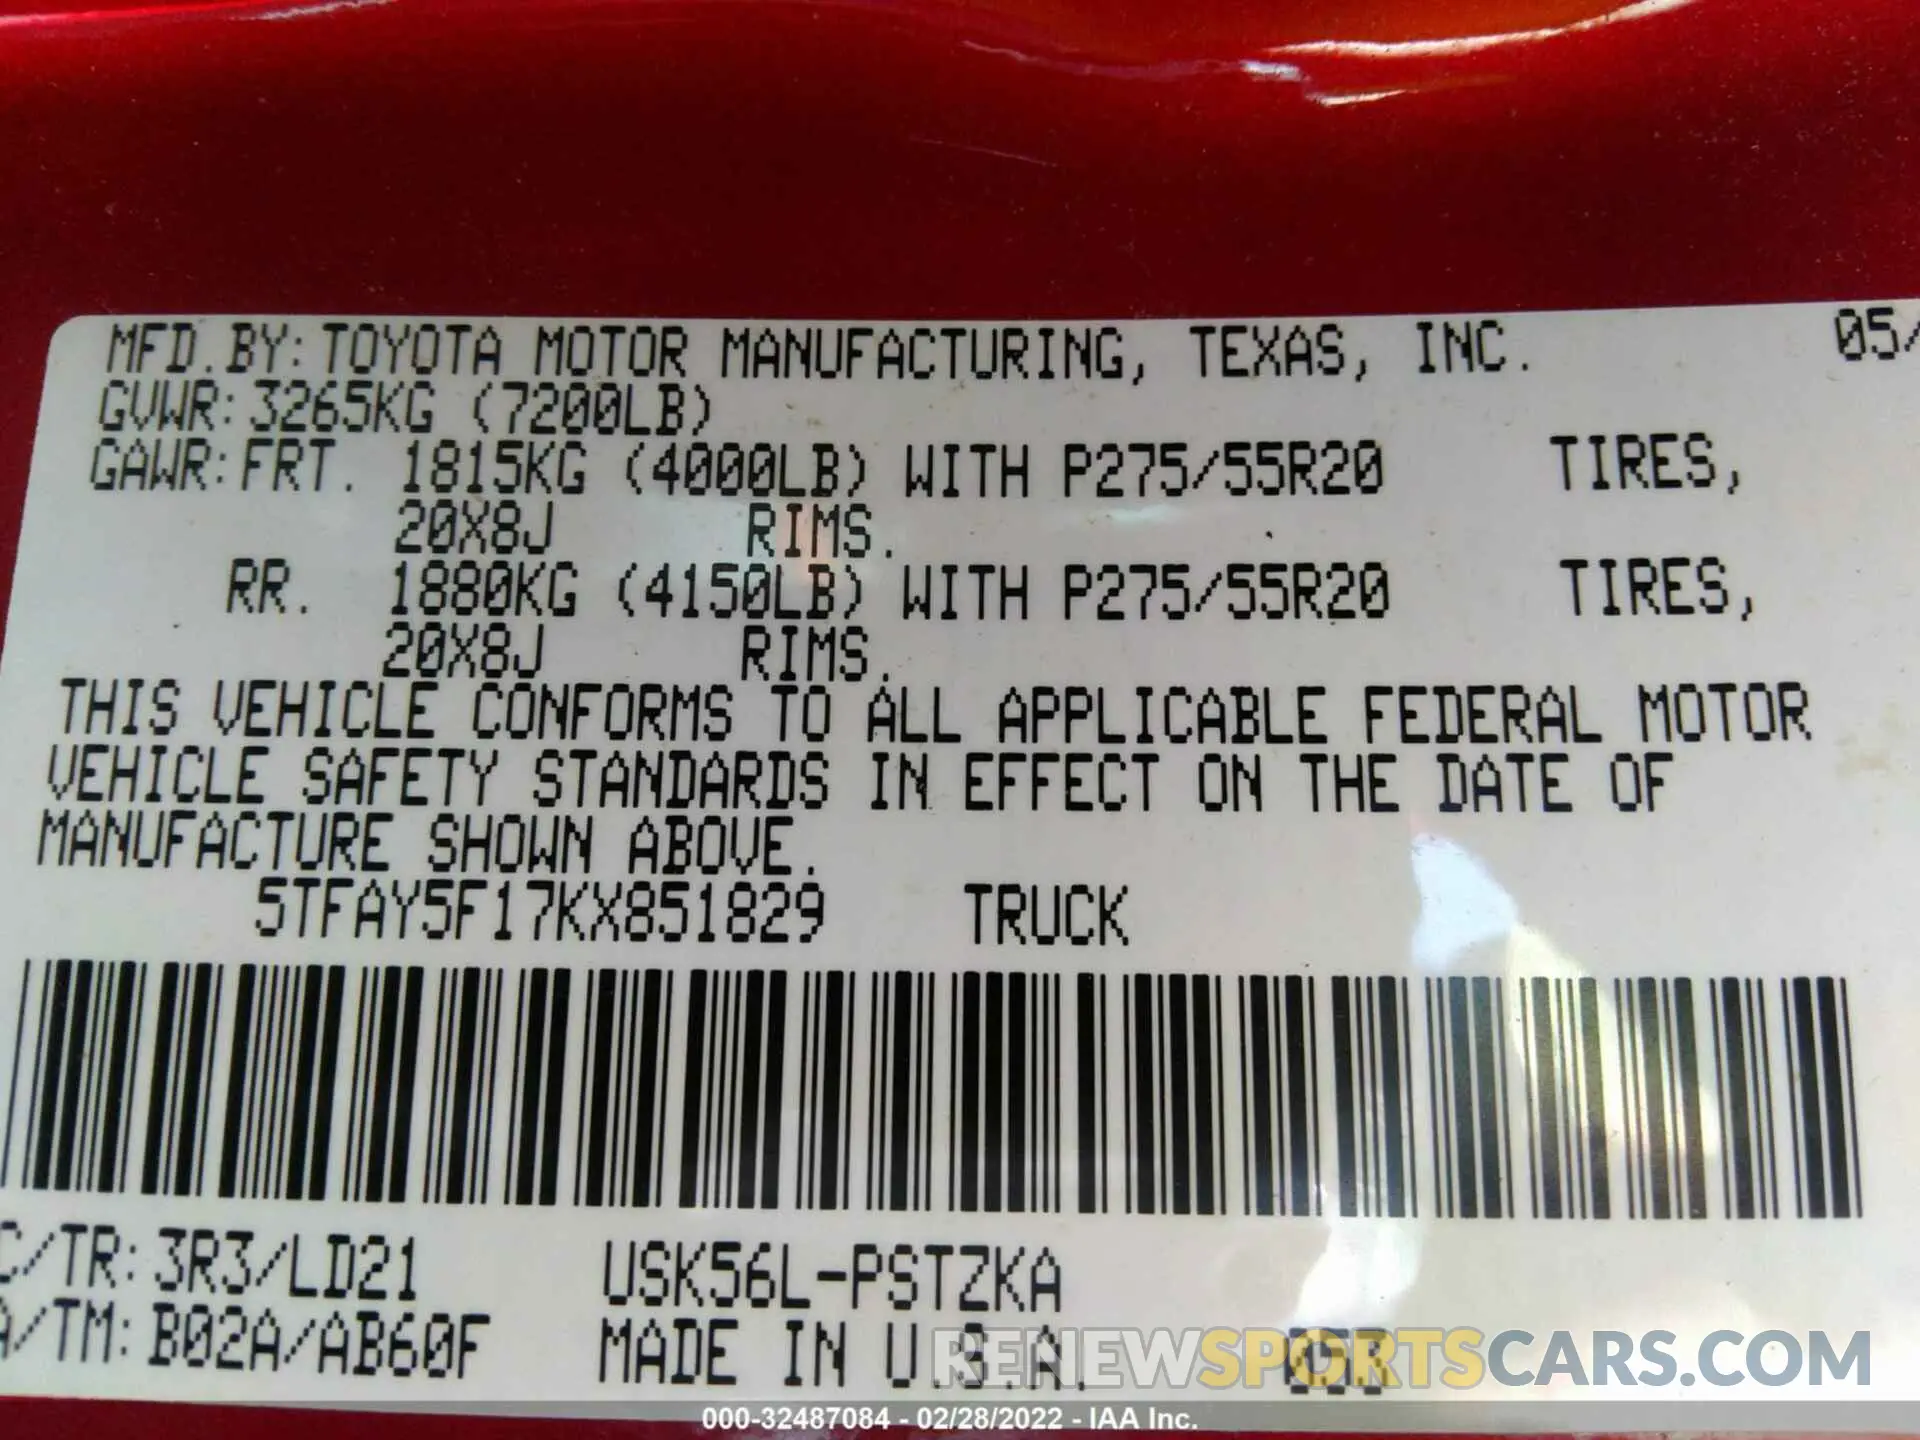 MFD.BY:TOYOTA MOTOR MANUFACTURING, TEXAS, INC. 05/
GVWR:3265KG (7200LB)
GAWR:FRT. 1815KG (4000LB) WITH P275/55R20 TIRES,
20X8J RIMS.
RR. 1880KG (4150LB) WITH P275/55R20 TIRES,
20X8J RIMS.
THIS VEHICLE CONFORMS TO ALL APPLICABLE FEDERAL MOTOR
VEHICLE SAFETY STANDARDS IN EFFECT ON THE DATE OF
MANUFACTURE SHOWN ABOVE.
5TFAY5F17KX851829 TRUCK
C/TR:3R3/LD21 USK56L-PSTZKA
A/TM:B02A/AB60F MADE IN U.S.A.
RENEWSPORTSCARS.COM
000-32487084 - 02/28/2022 - IAA Inc.